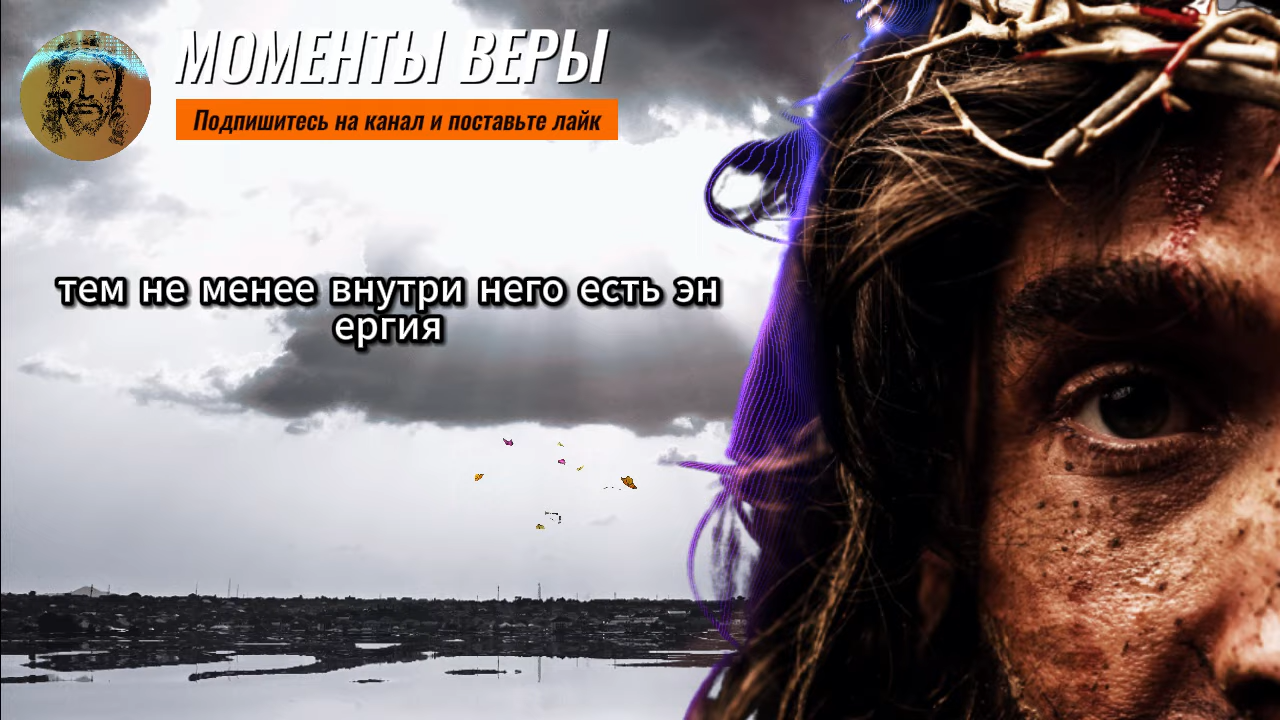 МОМЕНТЫ ВЕРЫ
Подпишитесь на канал и поставьте лайк
тем не менее внутри него есть эн
ергия